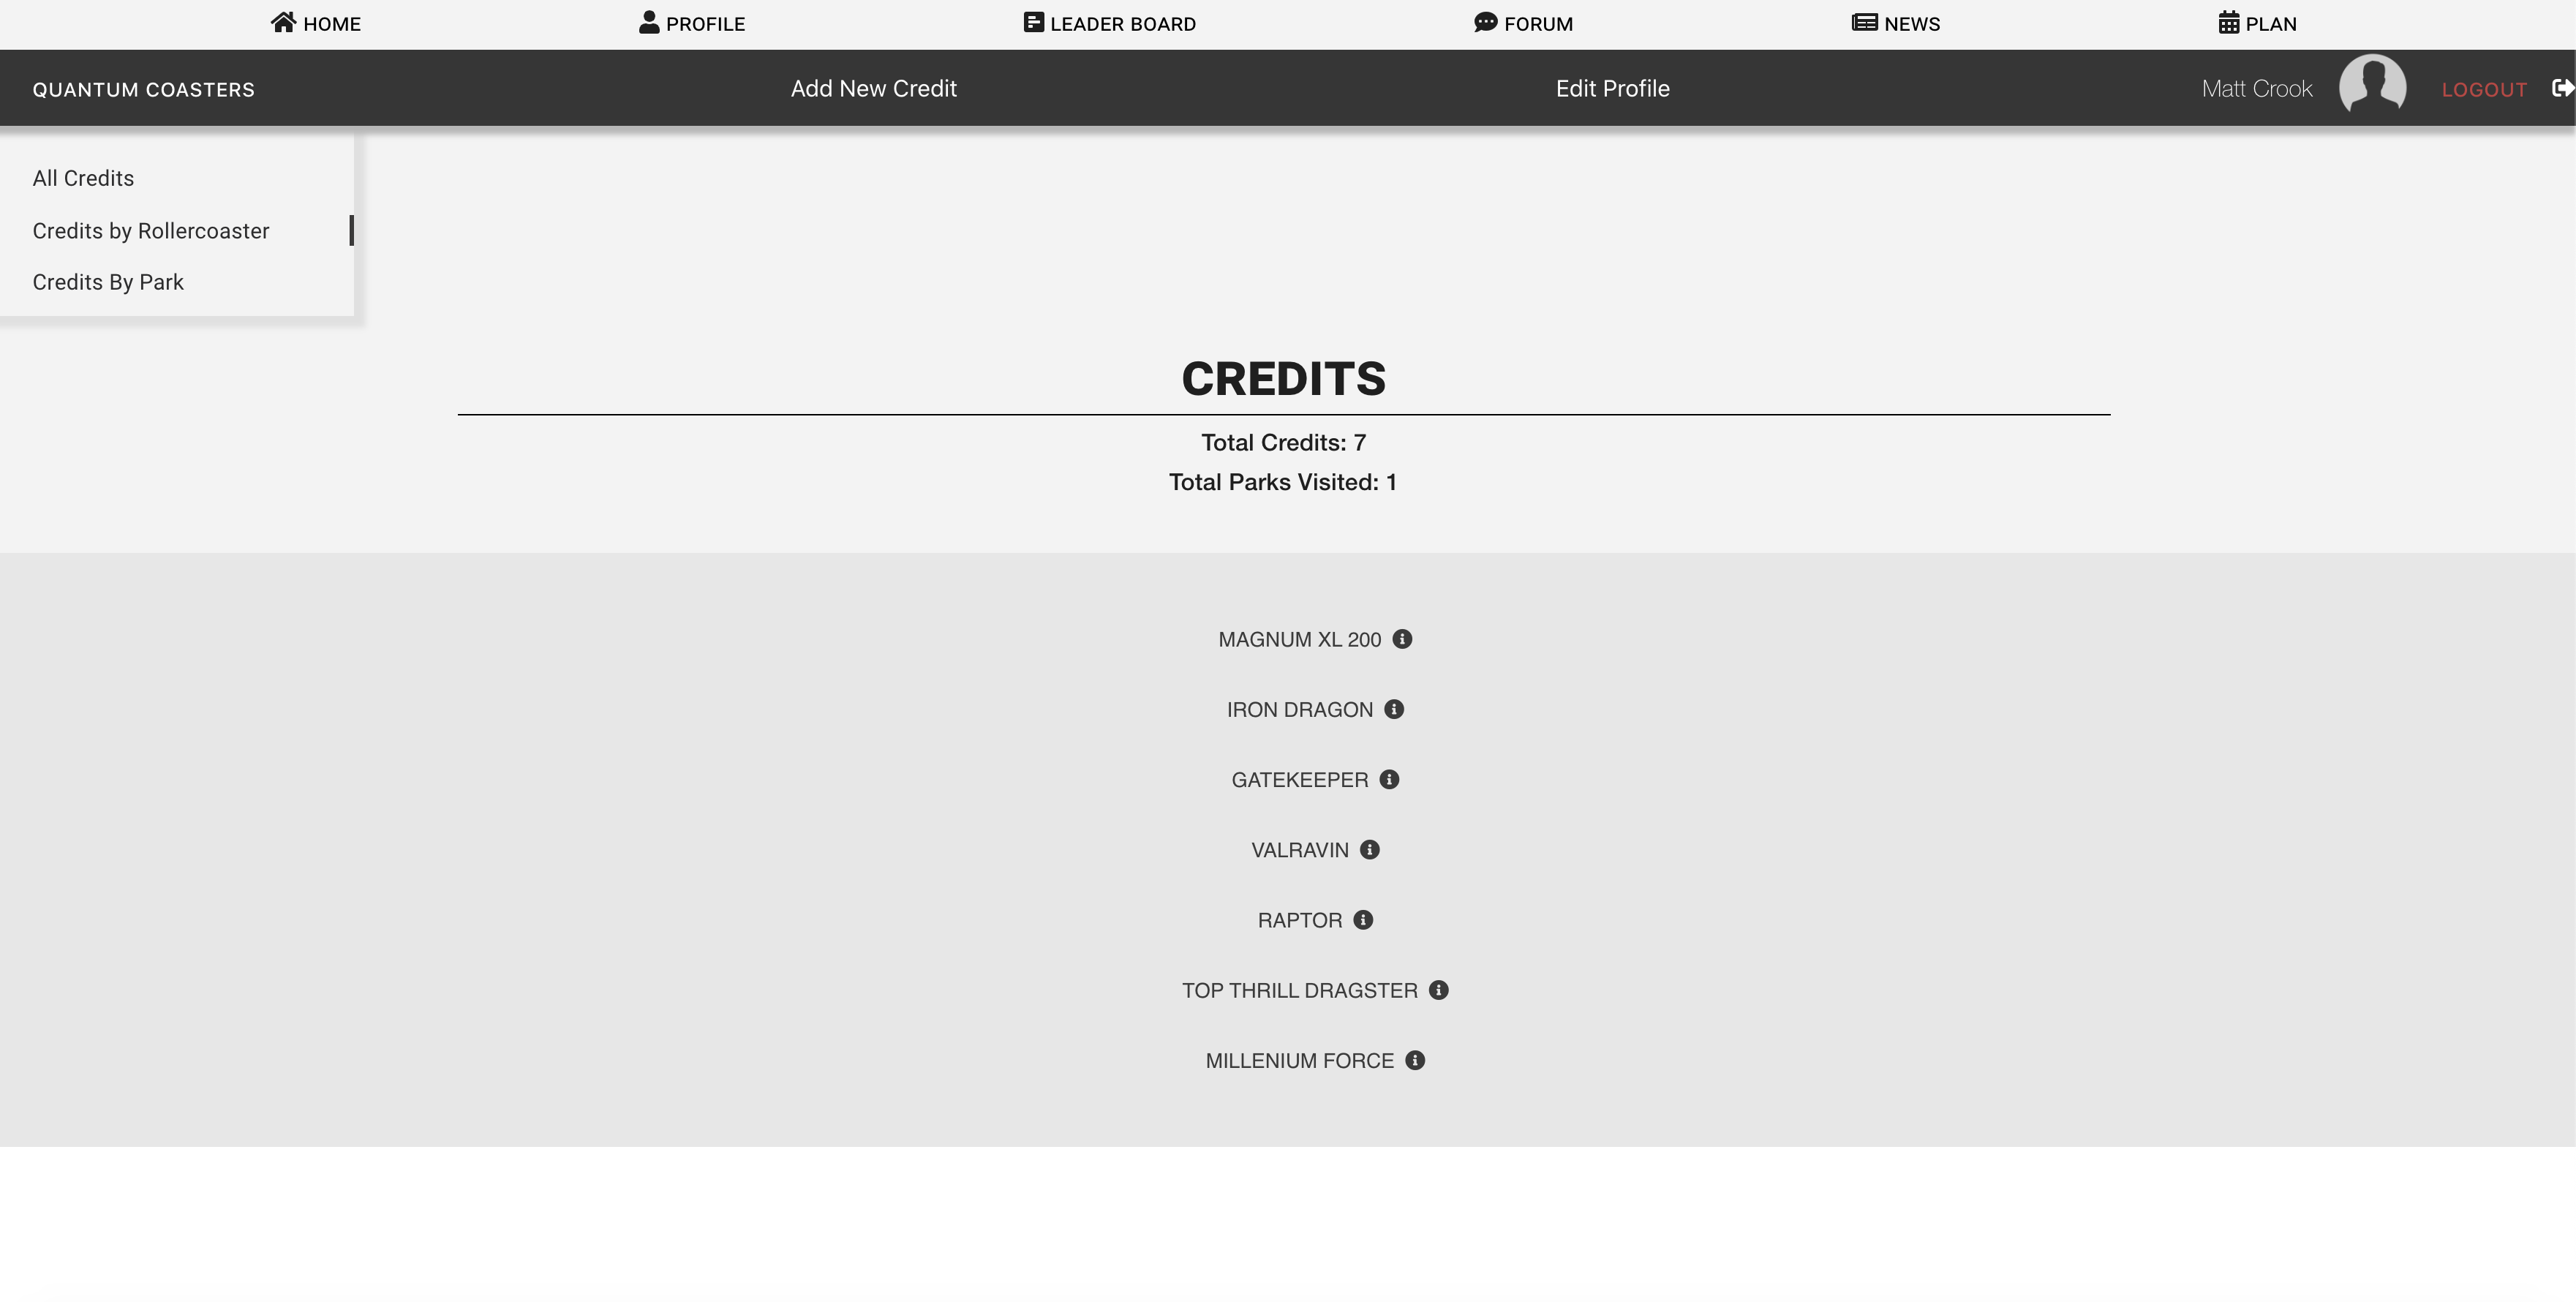 HOME
PROFILE
LEADER BOARD
FORUM
NEWS
PLAN
QUANTUM COASTERS
Add New Credit
Edit Profile
Matt Crook
LOGOUT
All Credits
Credits by Rollercoaster
Credits By Park
CREDITS
Total Credits: 7
Total Parks Visited: 1
MAGNUM XL 200
IRON DRAGON
GATEKEEPER
VALRAVIN
RAPTOR
TOP THRILL DRAGSTER
MILLENIUM FORCE